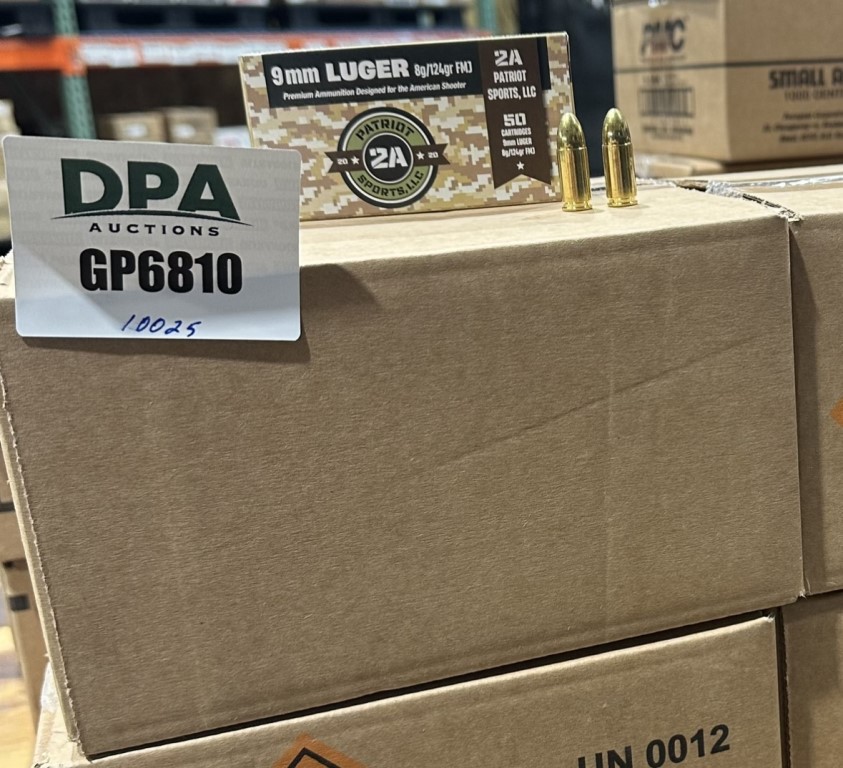 9mm LUGER 8g/124gr FMJ
Premium Ammunition Designed for the American Shooter
2A
PATRIOT
SPORTS, LLC
50
CARTRIDGES
9mm LUGER
8g/124gr FMJ
PATRIOT
20 ★ 2A ★ 20
SPORTS, LLC
DPA
AUCTIONS
GP6810
10025
PMC
SMALL A
UN 0012